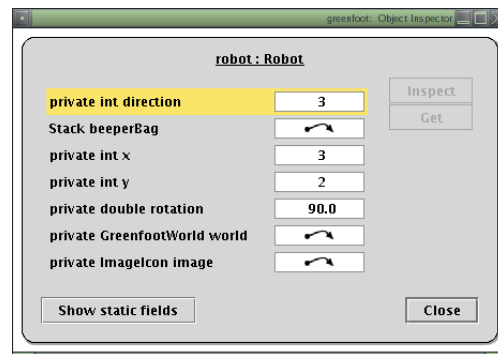 greenfoot: Object Inspector
robot : Robot
private int direction 3
Inspect
Stack beeperBag
Get
private int x 3
private int y 2
private double rotation 90.0
private GreenfootWorld world
private ImageIcon image
Show static fields Close